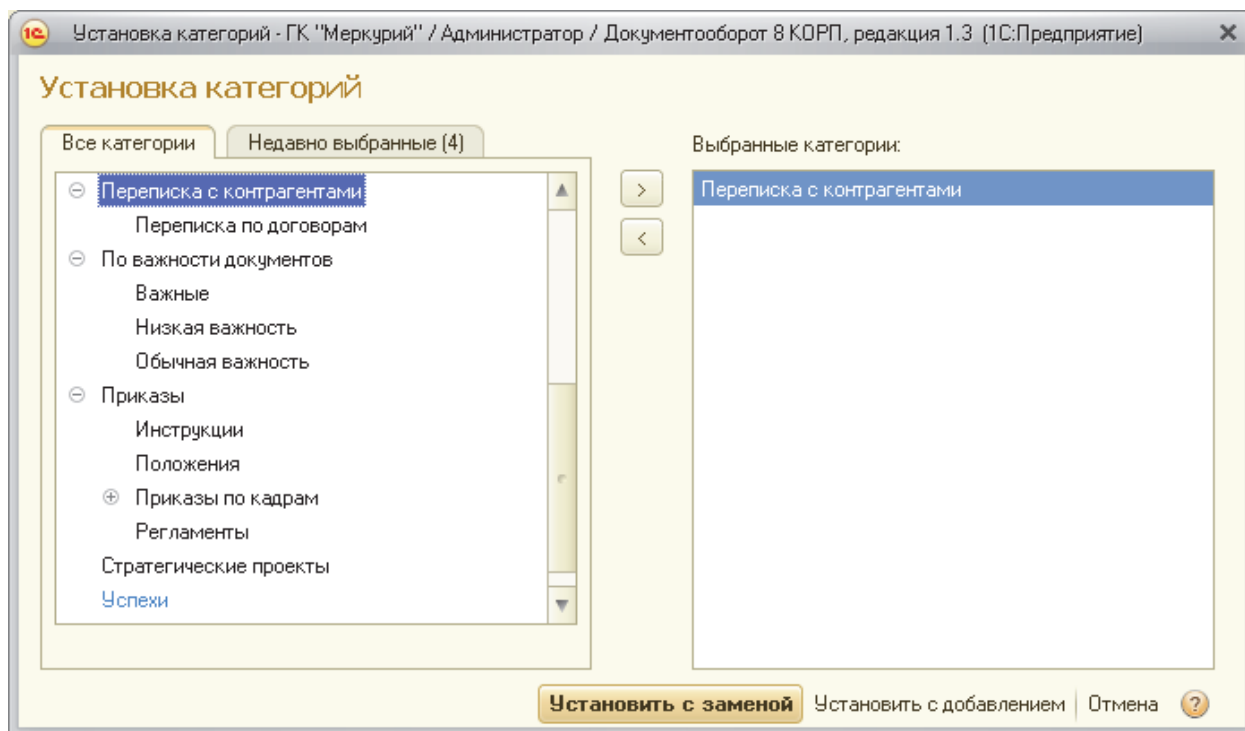 1С Установка категорий - ГК "Меркурий" / Администратор / Документооборот 8 КОРП, редакция 1.3 (1С:Предприятие)
Установка категорий
Все категории Недавно выбранные (4)
Выбранные категории:
Переписка с контрагентами
Переписка по договорам
По важности документов
Важные
Низкая важность
Обычная важность
Приказы
Инструкции
Положения
Приказы по кадрам
Регламенты
Стратегические проекты
Успехи
>
<
Переписка с контрагентами
Установить с заменой Установить с добавлением Отмена ?